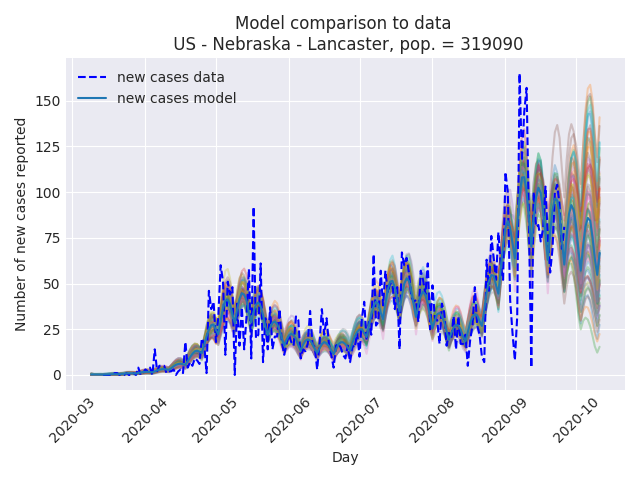 Model comparison to data
US - Nebraska - Lancaster, pop. = 319090
new cases data
new cases model
Number of new cases reported
150
125
100
75
50
25
0
2020-03
2020-04
2020-05
2020-06
2020-07
2020-08
2020-09
2020-10
Day